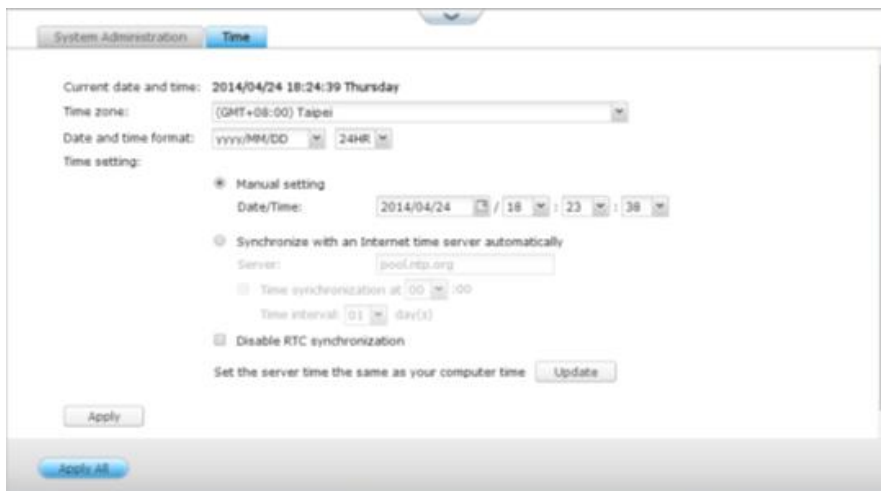 System Administration Time
Current date and time: 2014/04/24 18:24:39 Thursday
Time zone: (GMT+08:00) Taipei
Date and time format: yyyy/MM/DD 24HR
Time setting:
Manual setting
Date/Time: 2014/04/24 / 18 : 23 : 38
Synchronize with an Internet time server automatically
Server: pool.ntp.org
Time synchronization at 00 :00
Time interval: 01 day(s)
Disable RTC synchronization
Set the server time the same as your computer time Update
Apply
Apply All